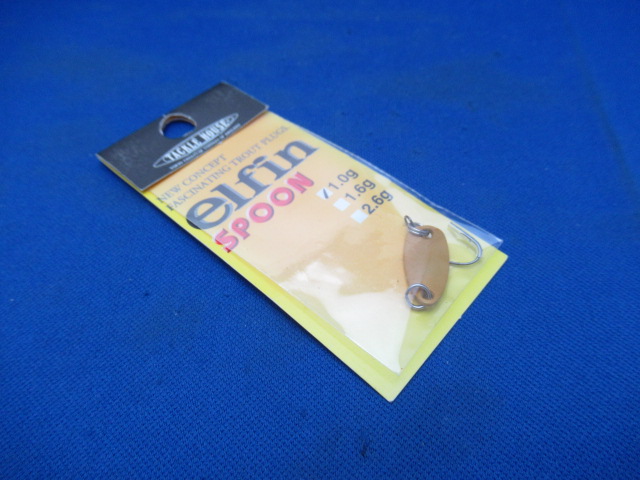 TACKLE HOUSE
NEW CONCEPT
FASCINATING TROUT PLUGS
elfin
SPOON
1.0g
1.6g
2.6g